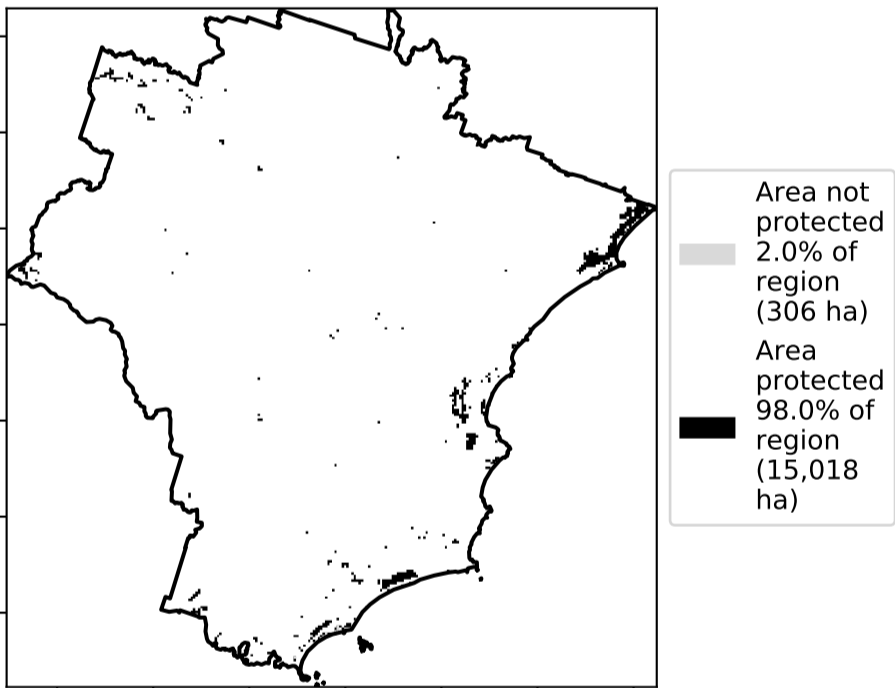 Area not
protected
2.0% of
region
(306 ha)
Area
protected
98.0% of
region
(15,018
ha)